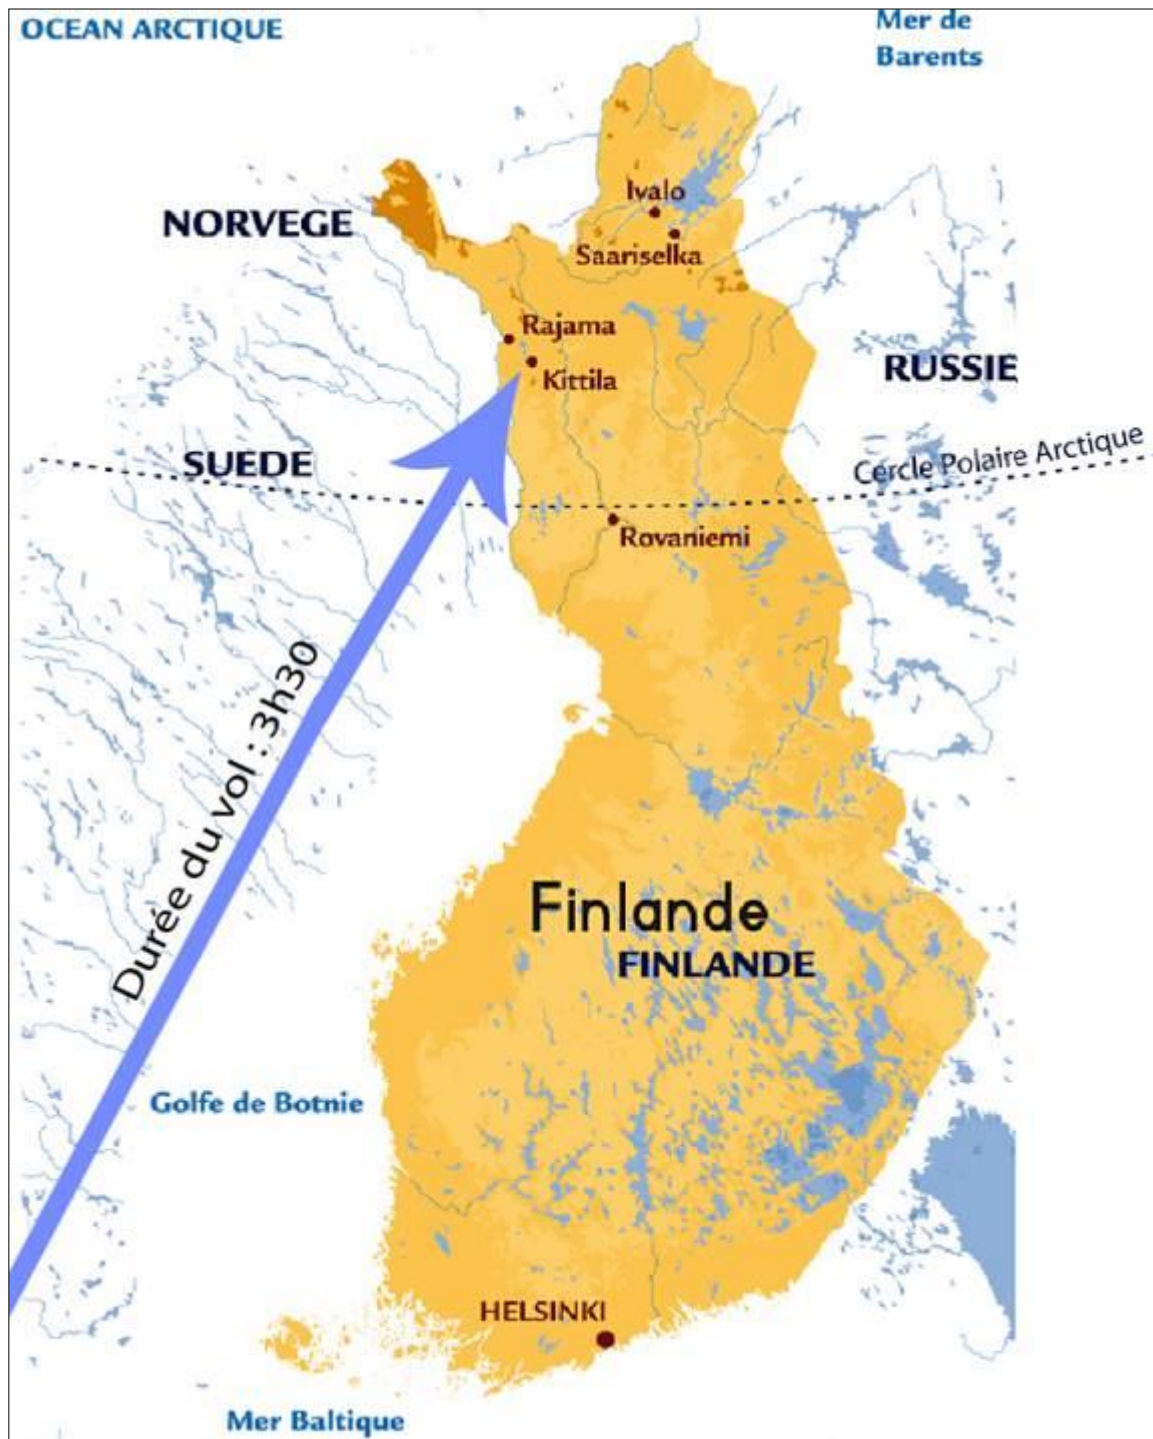 OCEAN ARCTIQUE
Mer de
Barents
Ivalo
NORVEGE
Saariselka
Rajama
RUSSIE
Kittila
Cercle Polaire Arctique
SUEDE
Rovaniemi
Durée du vol : 3h30
Finlande
FINLANDE
Golfe de Botnie
HELSINKI
Mer Baltique